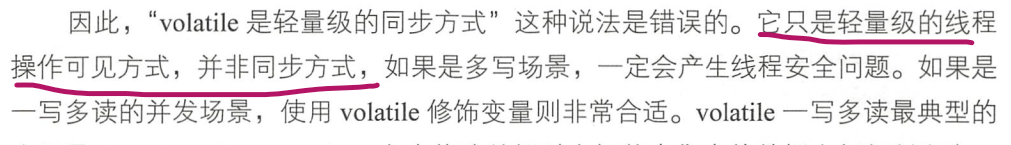 因此，“volatile 是轻量级的同步方式”这种说法是错误的。它只是轻量级的线程
操作可见方式，并非同步方式，如果是多写场景，一定会产生线程安全问题。如果是
一写多读的并发场景，使用 volatile 修饰变量则非常合适。volatile 一写多读最典型的